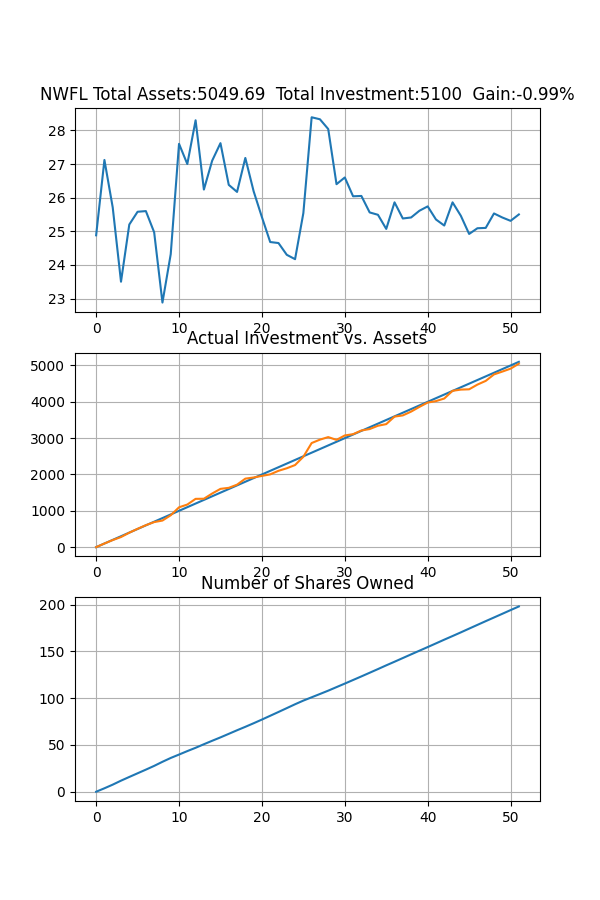 NWFL Total Assets:5049.69  Total Investment:5100  Gain:-0.99%
28
27
26
25
24
23
0 10 20 30 40 50
Actual Investment vs. Assets
5000
4000
3000
2000
1000
0
0 10 20 30 40 50
Number of Shares Owned
200
150
100
50
0
0 10 20 30 40 50